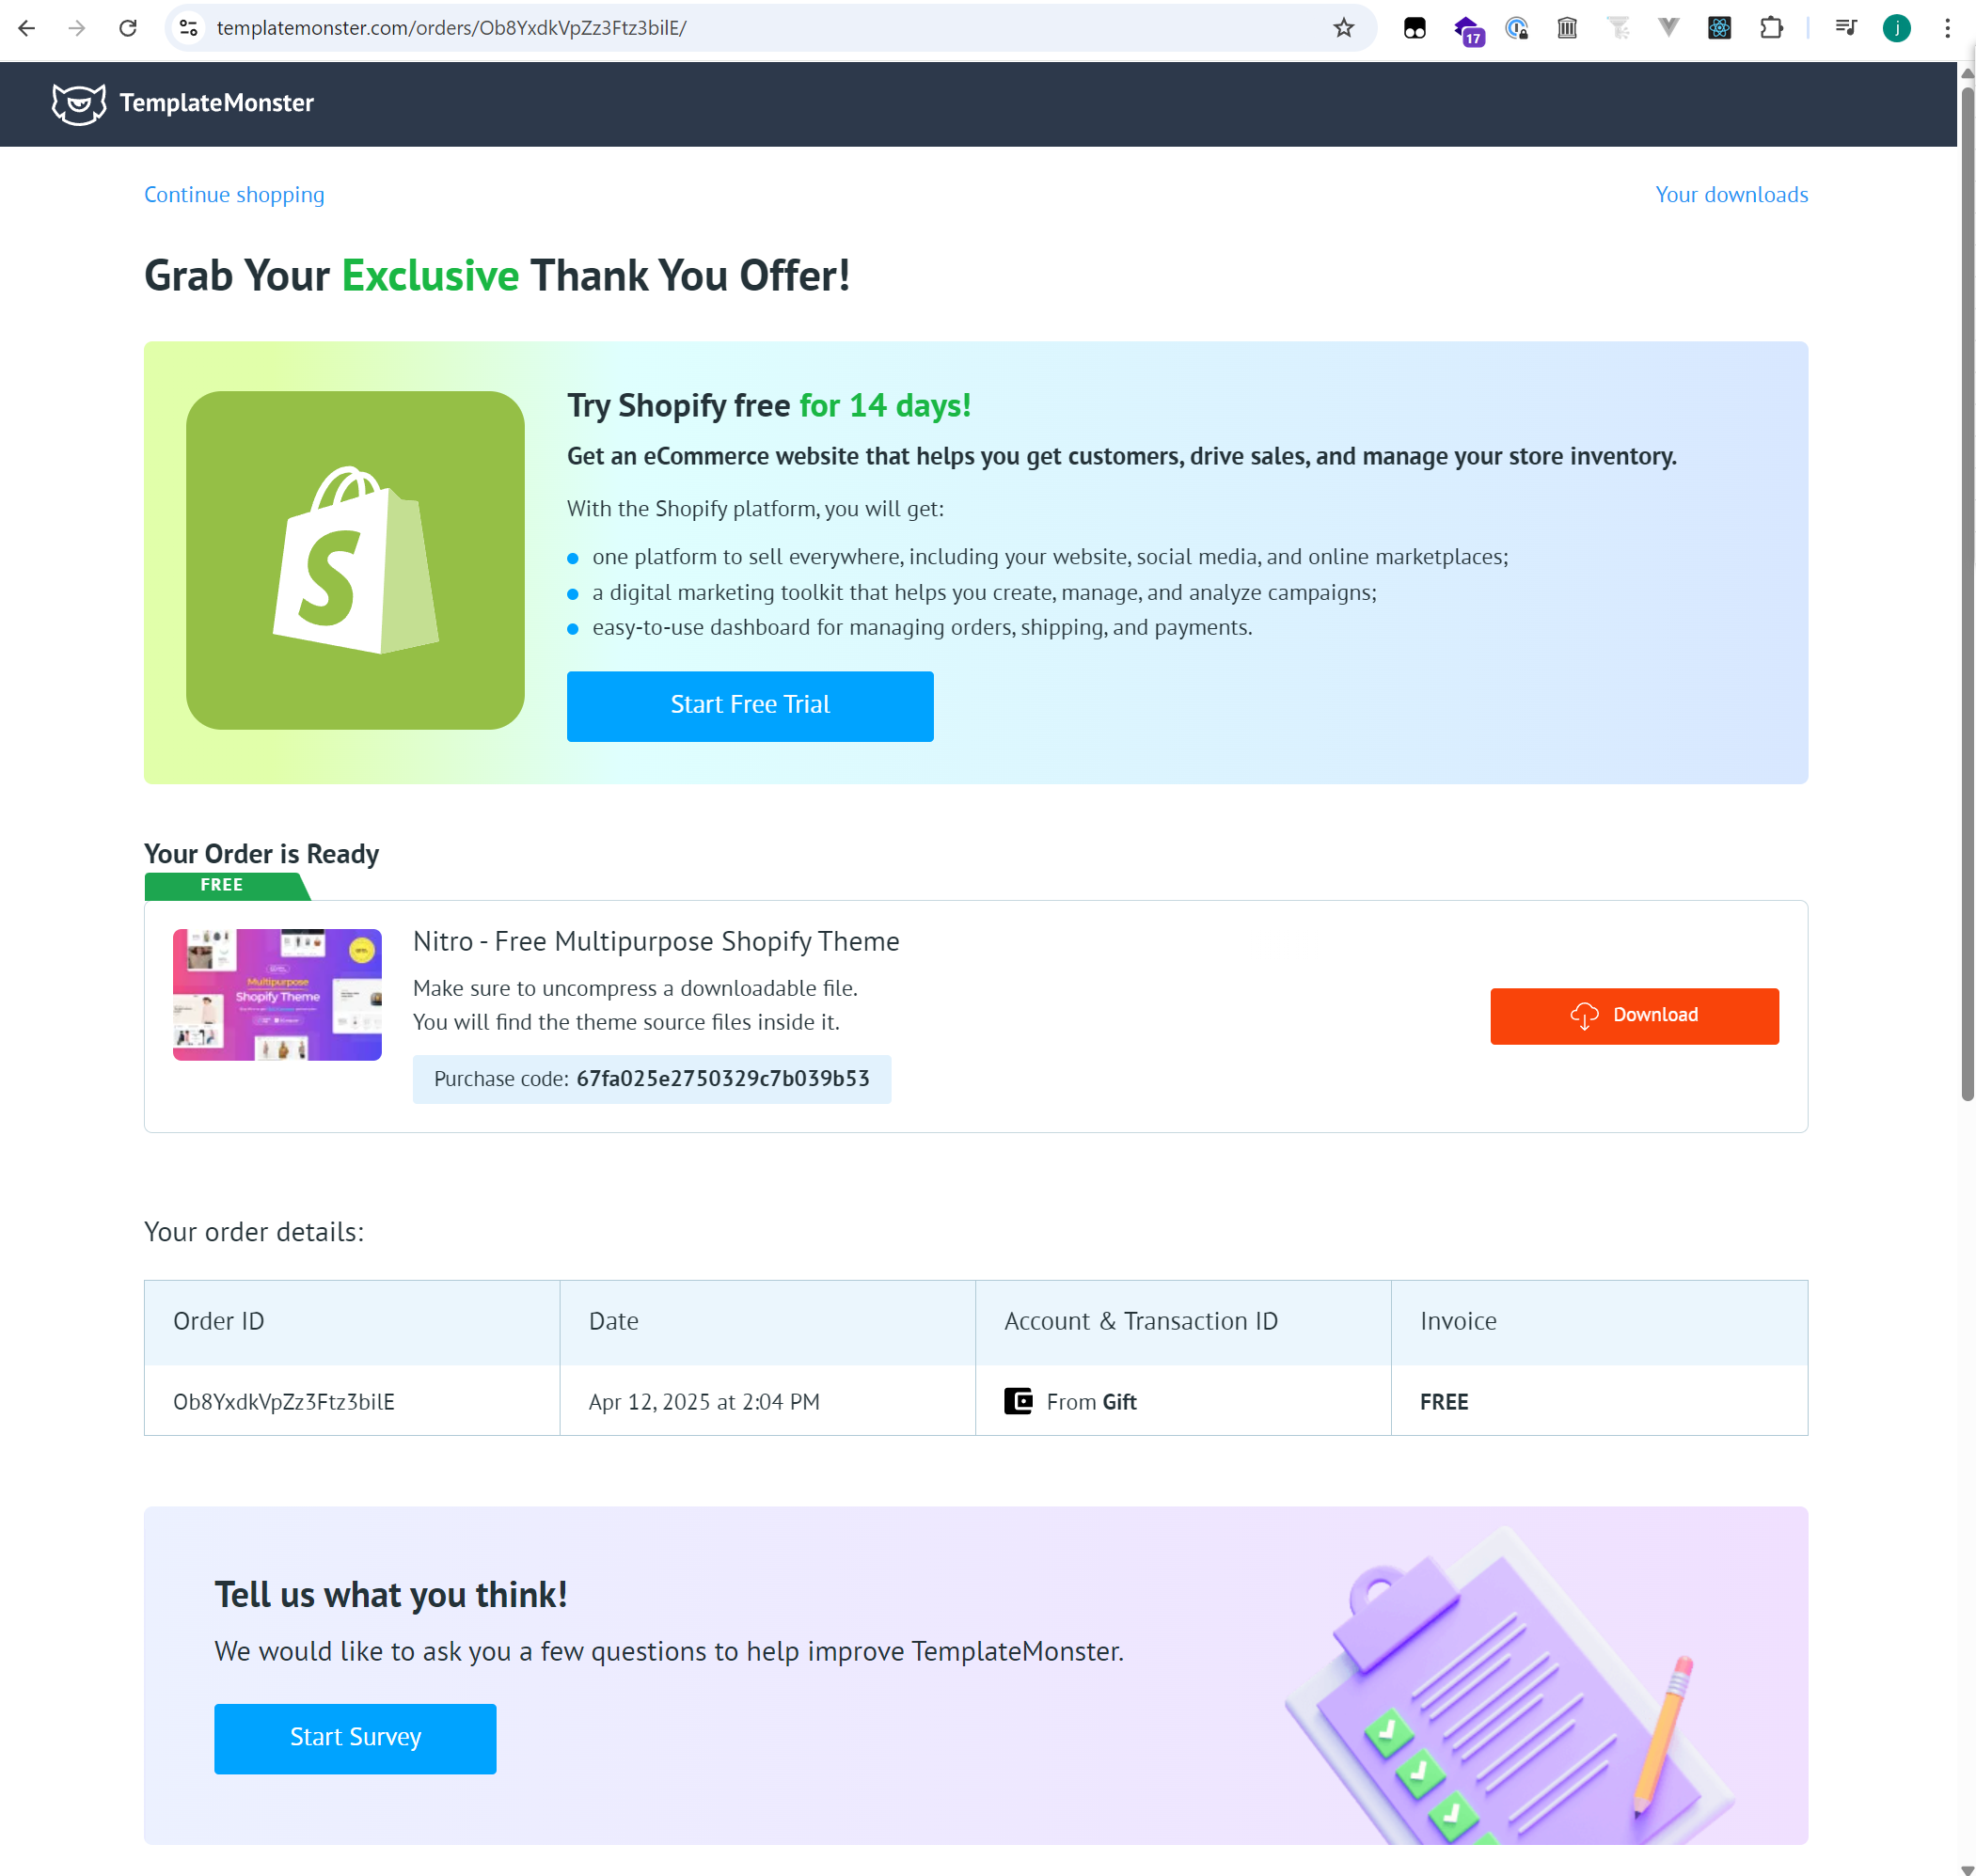 templatemonster.com/orders/Ob8YxdkVpZz3Ftz3bilE/
17
j
TemplateMonster
Continue shopping
Your downloads
Grab Your Exclusive Thank You Offer!
Try Shopify free for 14 days!
Get an eCommerce website that helps you get customers, drive sales, and manage your store inventory.
With the Shopify platform, you will get:
one platform to sell everywhere, including your website, social media, and online marketplaces;
a digital marketing toolkit that helps you create, manage, and analyze campaigns;
easy-to-use dashboard for managing orders, shipping, and payments.
Start Free Trial
Your Order is Ready
FREE
Multipurpose
Shopify Theme
Nitro - Free Multipurpose Shopify Theme
Make sure to uncompress a downloadable file.
You will find the theme source files inside it.
Purchase code: 67fa025e2750329c7b039b53
Download
Your order details:
Order ID
Date
Account & Transaction ID
Invoice
Ob8YxdkVpZz3Ftz3bilE
Apr 12, 2025 at 2:04 PM
From Gift
FREE
Tell us what you think!
We would like to ask you a few questions to help improve TemplateMonster.
Start Survey